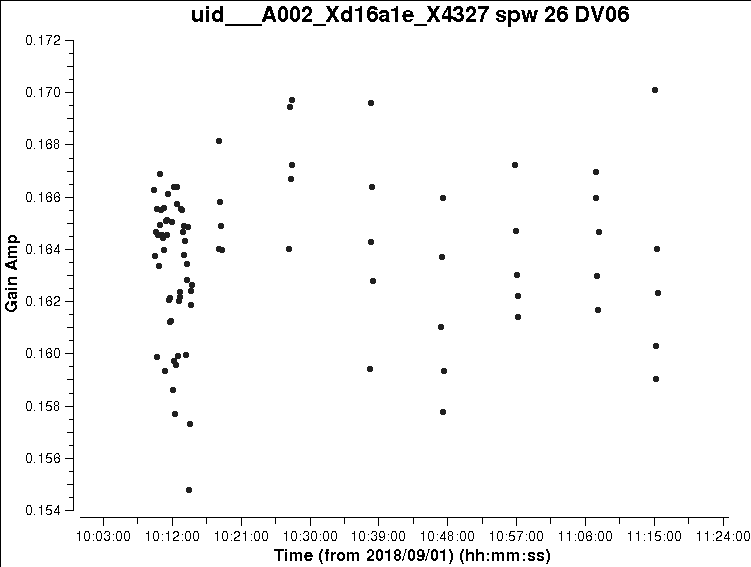 uid___A002_Xd16a1e_X4327 spw 26 DV06
0.172
0.170
0.168
0.166
0.164
0.162
0.160
0.158
0.156
0.154
Gain Amp
10:03:00 10:12:00 10:21:00 10:30:00 10:39:00 10:48:00 10:57:00 11:06:00 11:15:00 11:24:00
Time (from 2018/09/01) (hh:mm:ss)